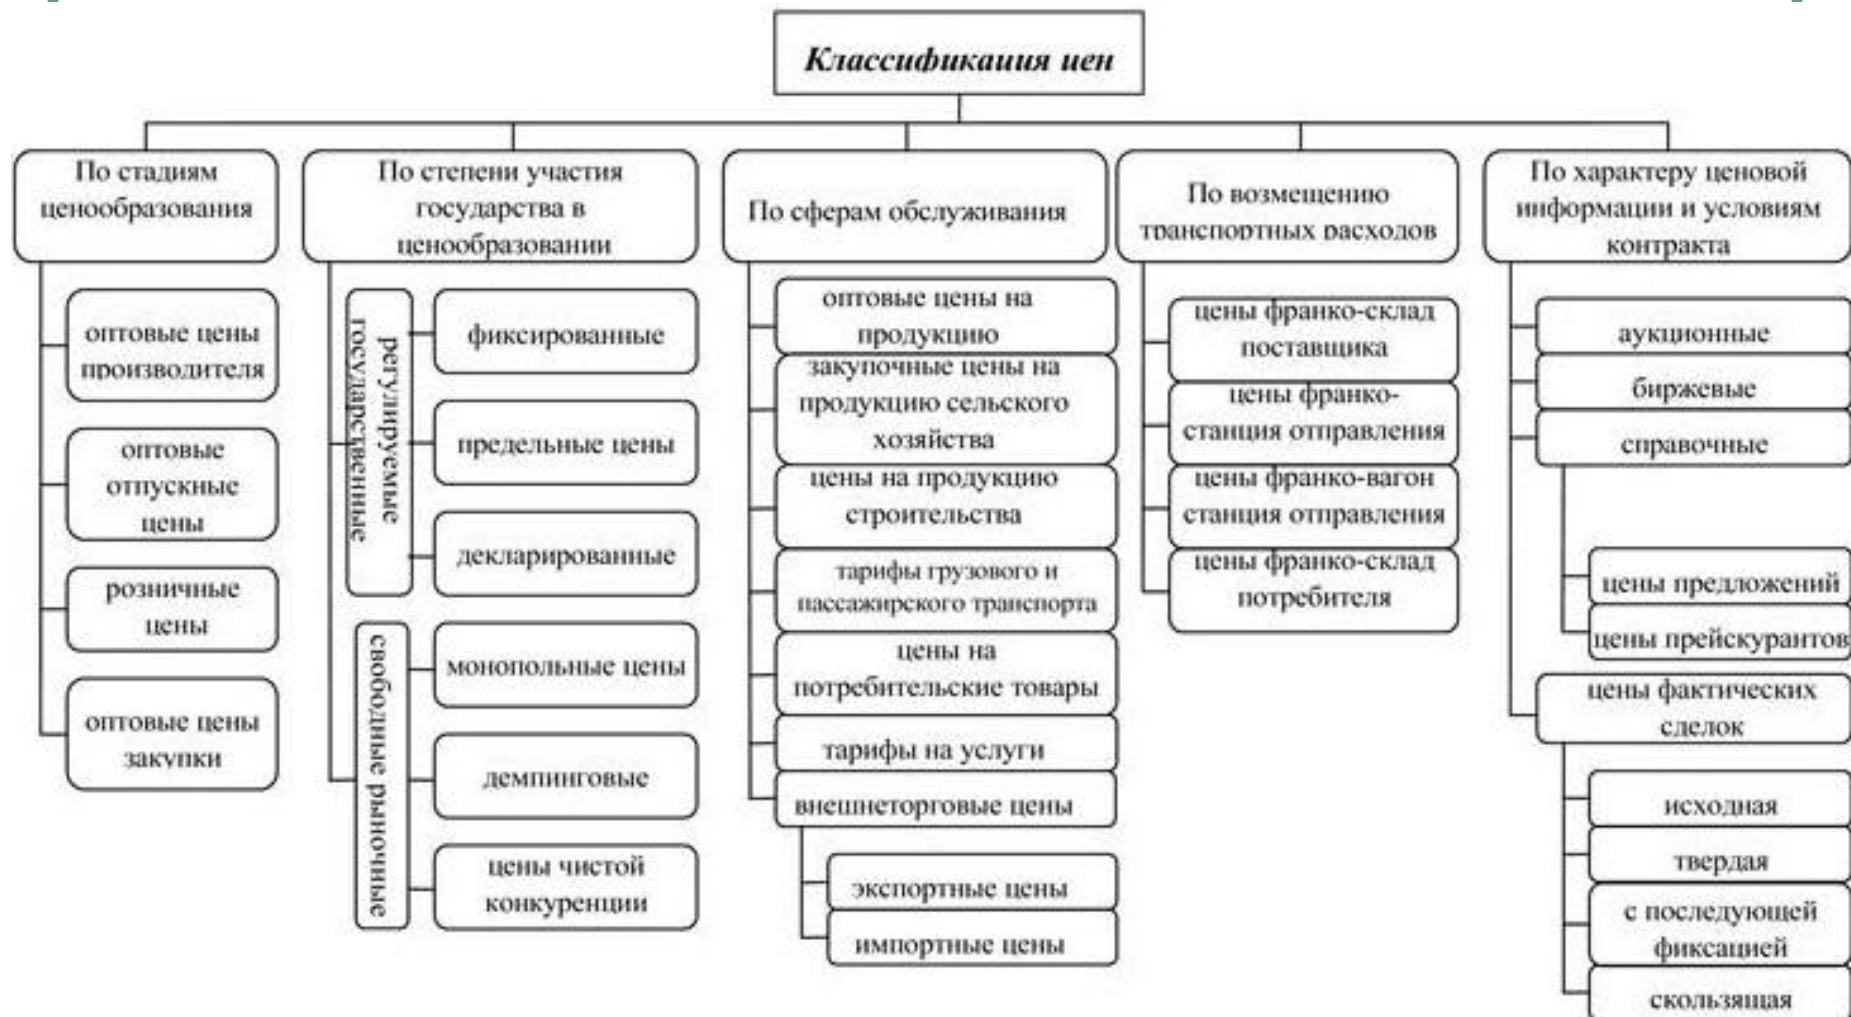 Классификация цен
По стадиям
ценообразования
оптовые цены
производителя
оптовые
отпускные
цены
розничные
цены
оптовые цены
закупки
По степени участия
государства в
ценообразовании
регулируемые
государственные
фиксированные
предельные цены
декларированные
свободные рыночные
монопольные цены
демпинговые
цены чистой
конкуренции
По сферам обслуживания
оптовые цены на
продукцию
закупочные цены на
продукцию сельского
хозяйства
цены на продукцию
строительства
тарифы грузового и
пассажирского транспорта
цены на
потребительские товары
тарифы на услуги
внешнеторговые цены
экспортные цены
импортные цены
По возмещению
транспортных расходов
цены франко-склад
поставщика
цены франко-
станция отправления
цены франко-вагон
станция отправления
цены франко-склад
потребителя
По характеру ценовой
информации и условиям
контракта
аукционные
биржевые
справочные
цены предложений
цены прейскурантов
цены фактических
сделок
исходная
твердая
с последующей
фиксацией
скользящая